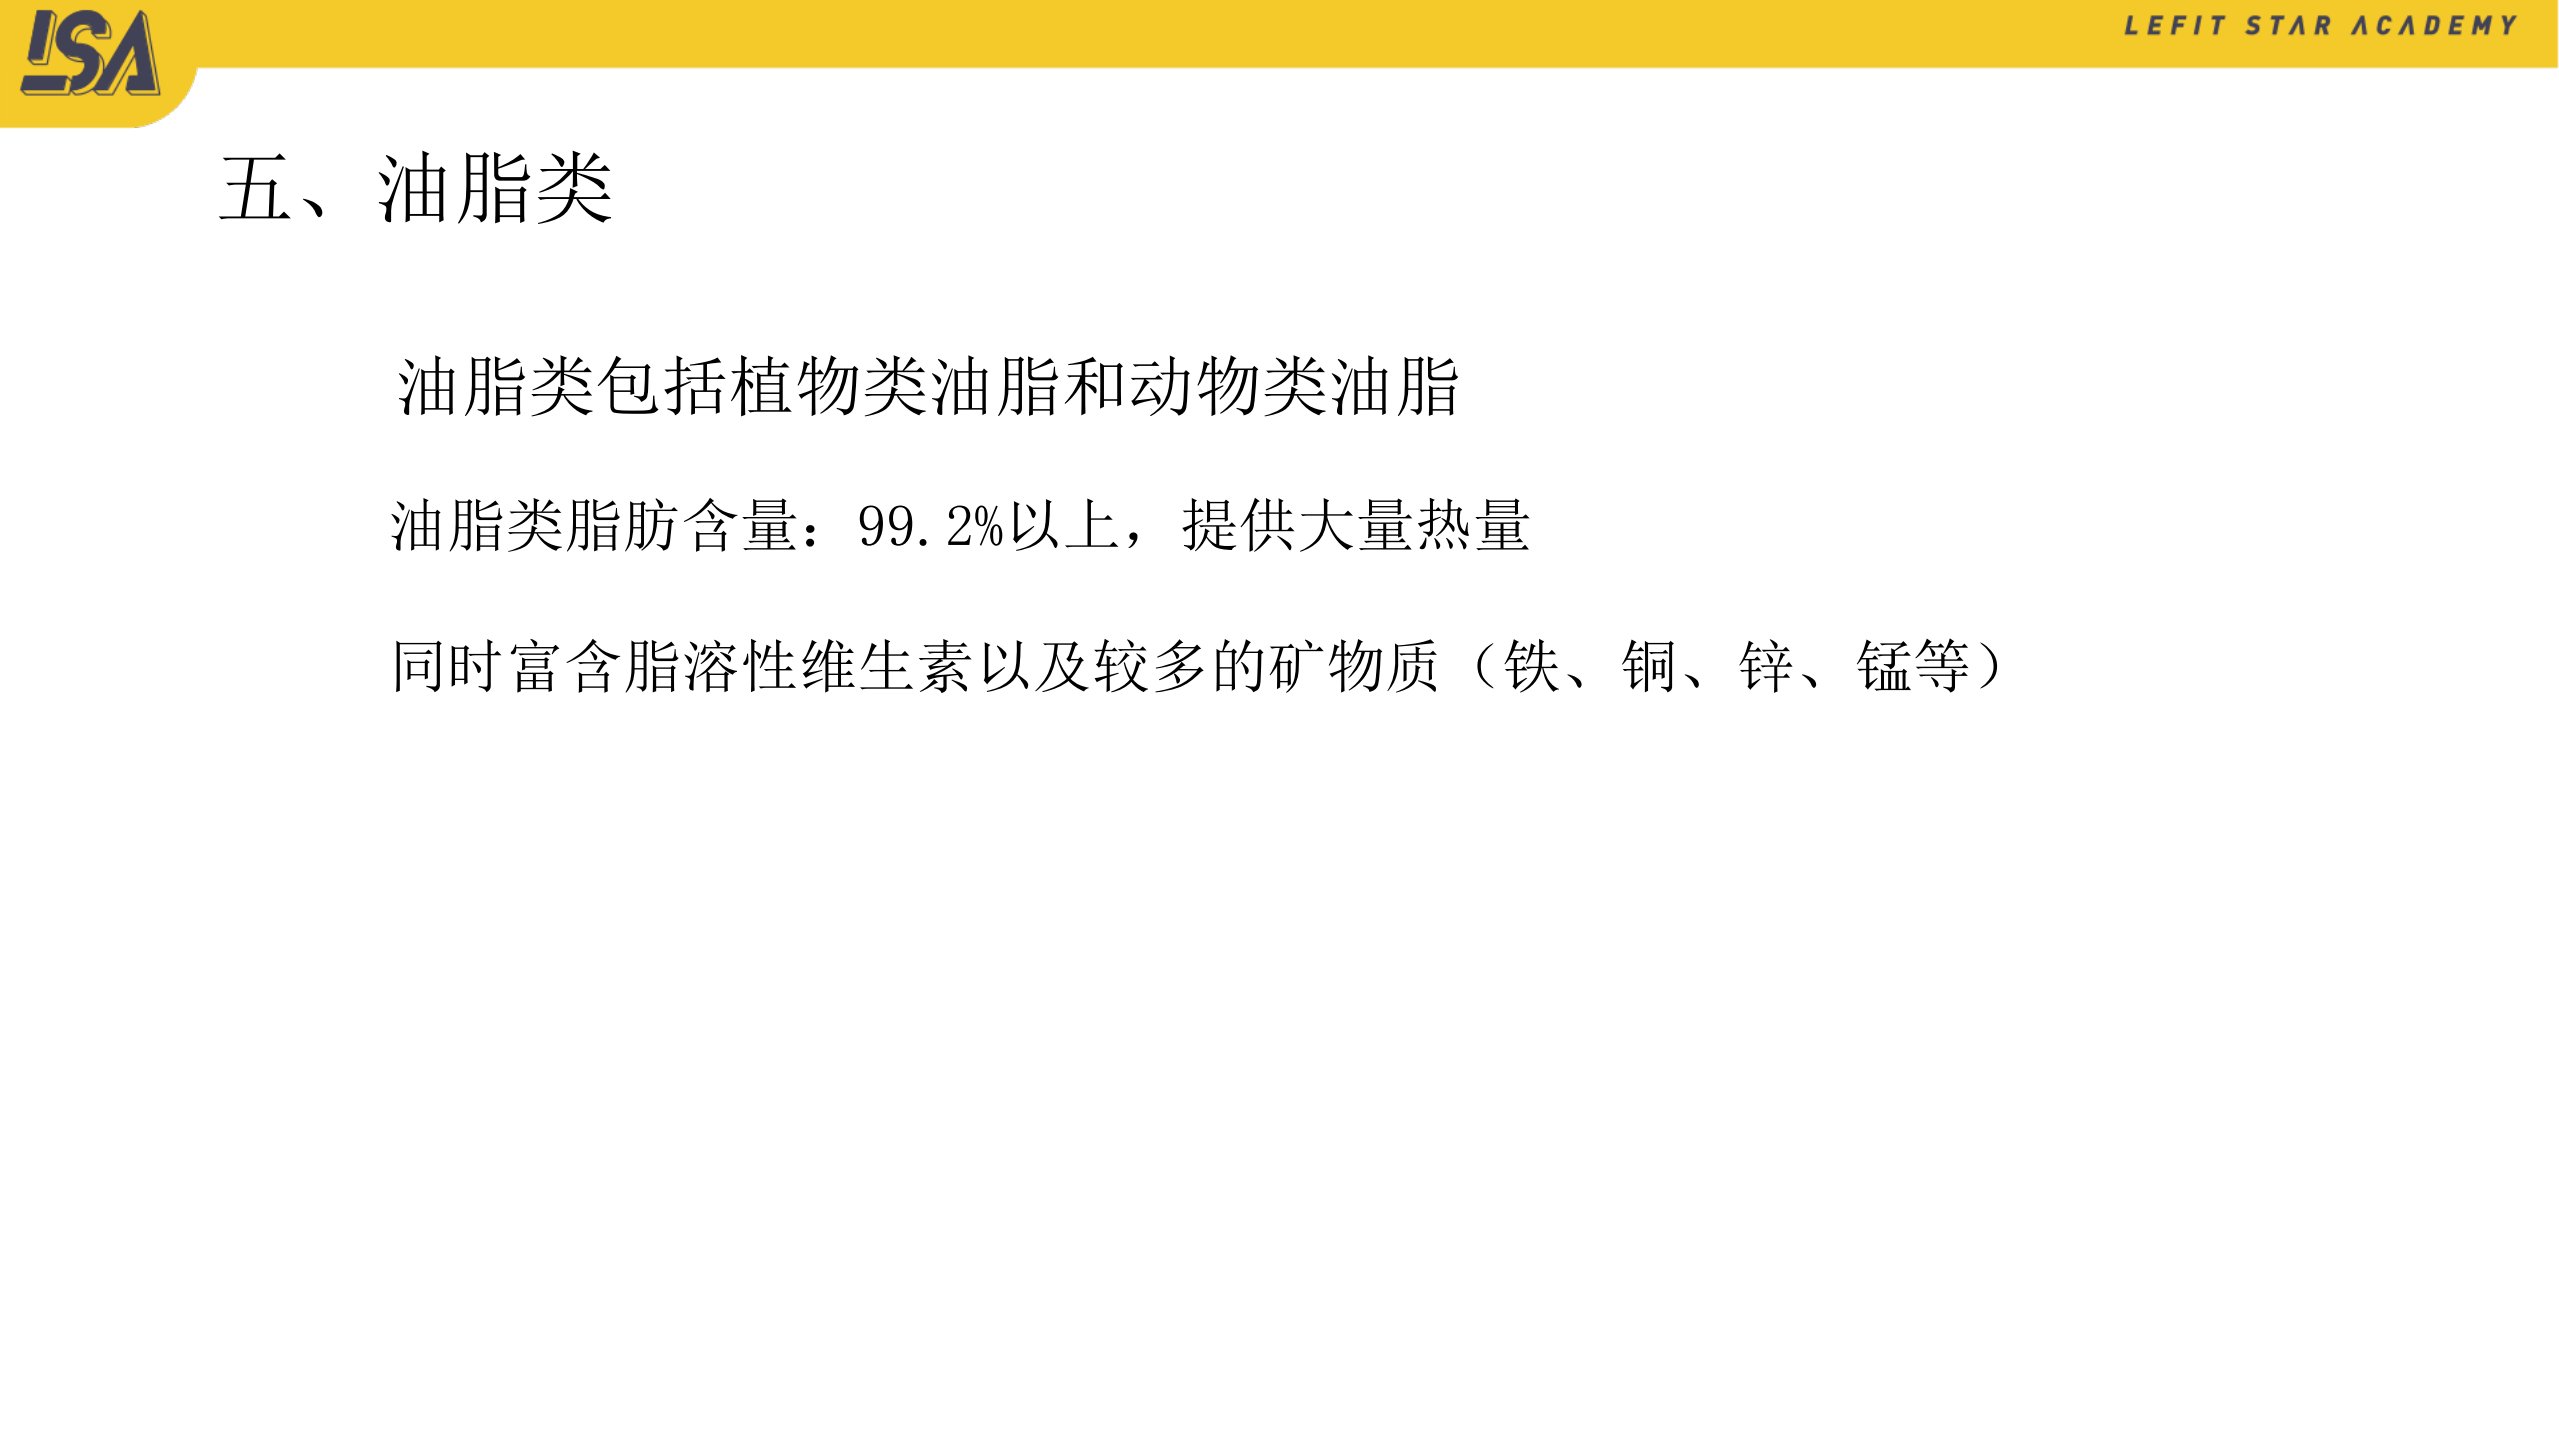 LSA
LEFIT STAR ACADEMY
五、油脂类
油脂类包括植物类油脂和动物类油脂
油脂类脂肪含量：99.2%以上，提供大量热量
同时富含脂溶性维生素以及较多的矿物质（铁、铜、锌、锰等）